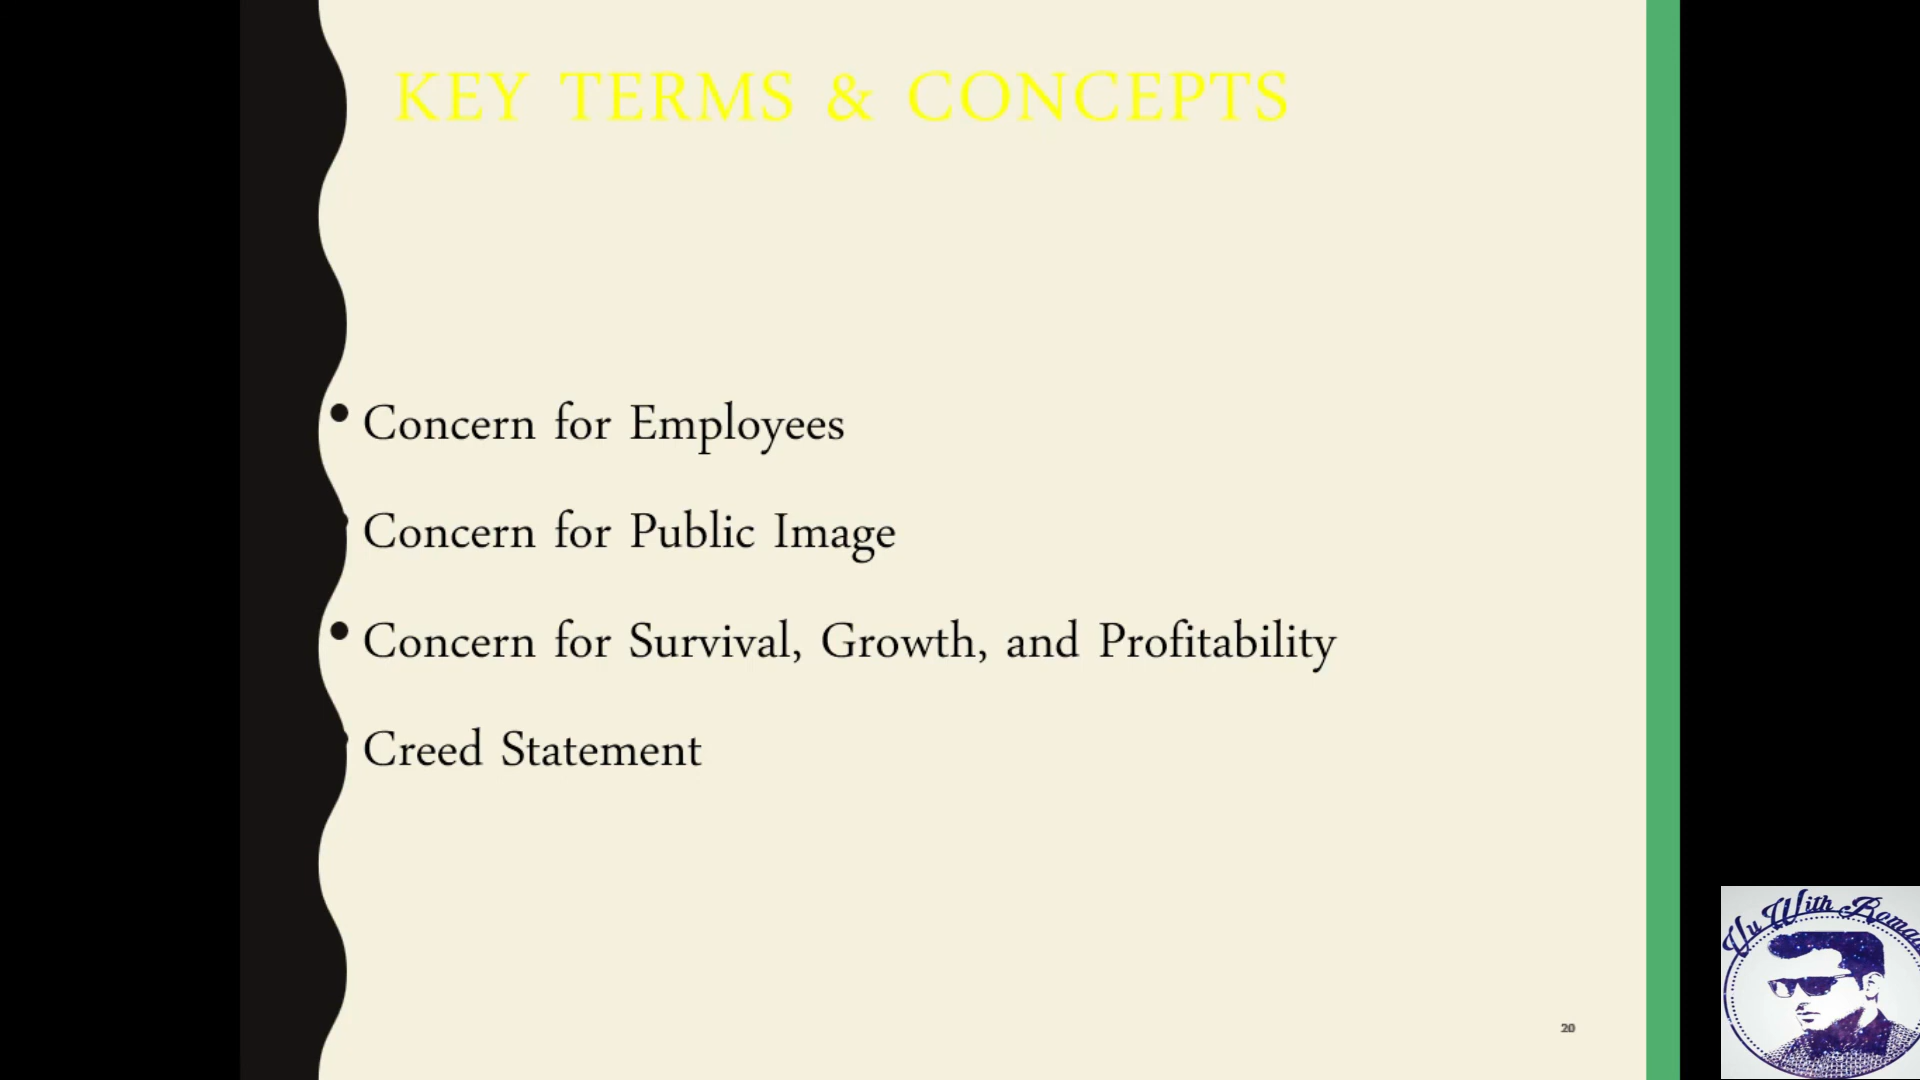 KEY TERMS & CONCEPTS
• Concern for Employees
• Concern for Public Image
• Concern for Survival, Growth, and Profitability
• Creed Statement
20
With